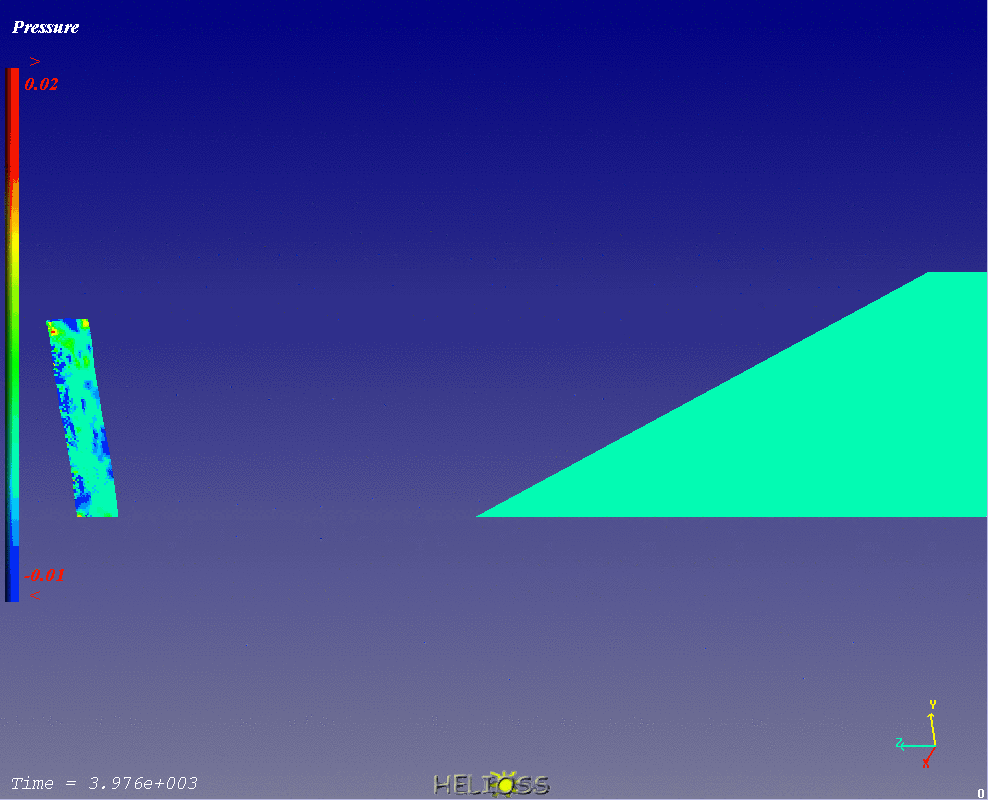 Pressure
>
0.02
-0.01
<
Y
Z
X
Time = 3.976e+003
HELIOSS
0